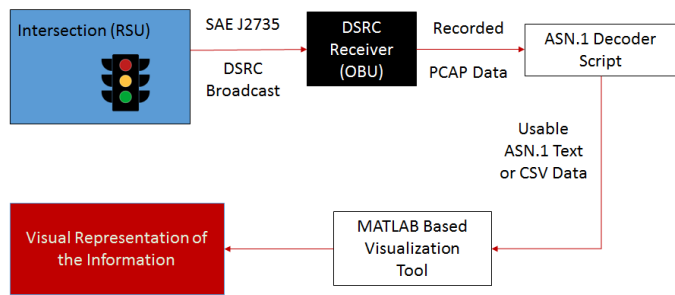 Intersection (RSU)
SAE J2735
DSRC
Broadcast
DSRC
Receiver
(OBU)
Recorded
PCAP Data
ASN.1 Decoder
Script
Usable
ASN.1 Text
or CSV Data
MATLAB Based
Visualization
Tool
Visual Representation of
the Information